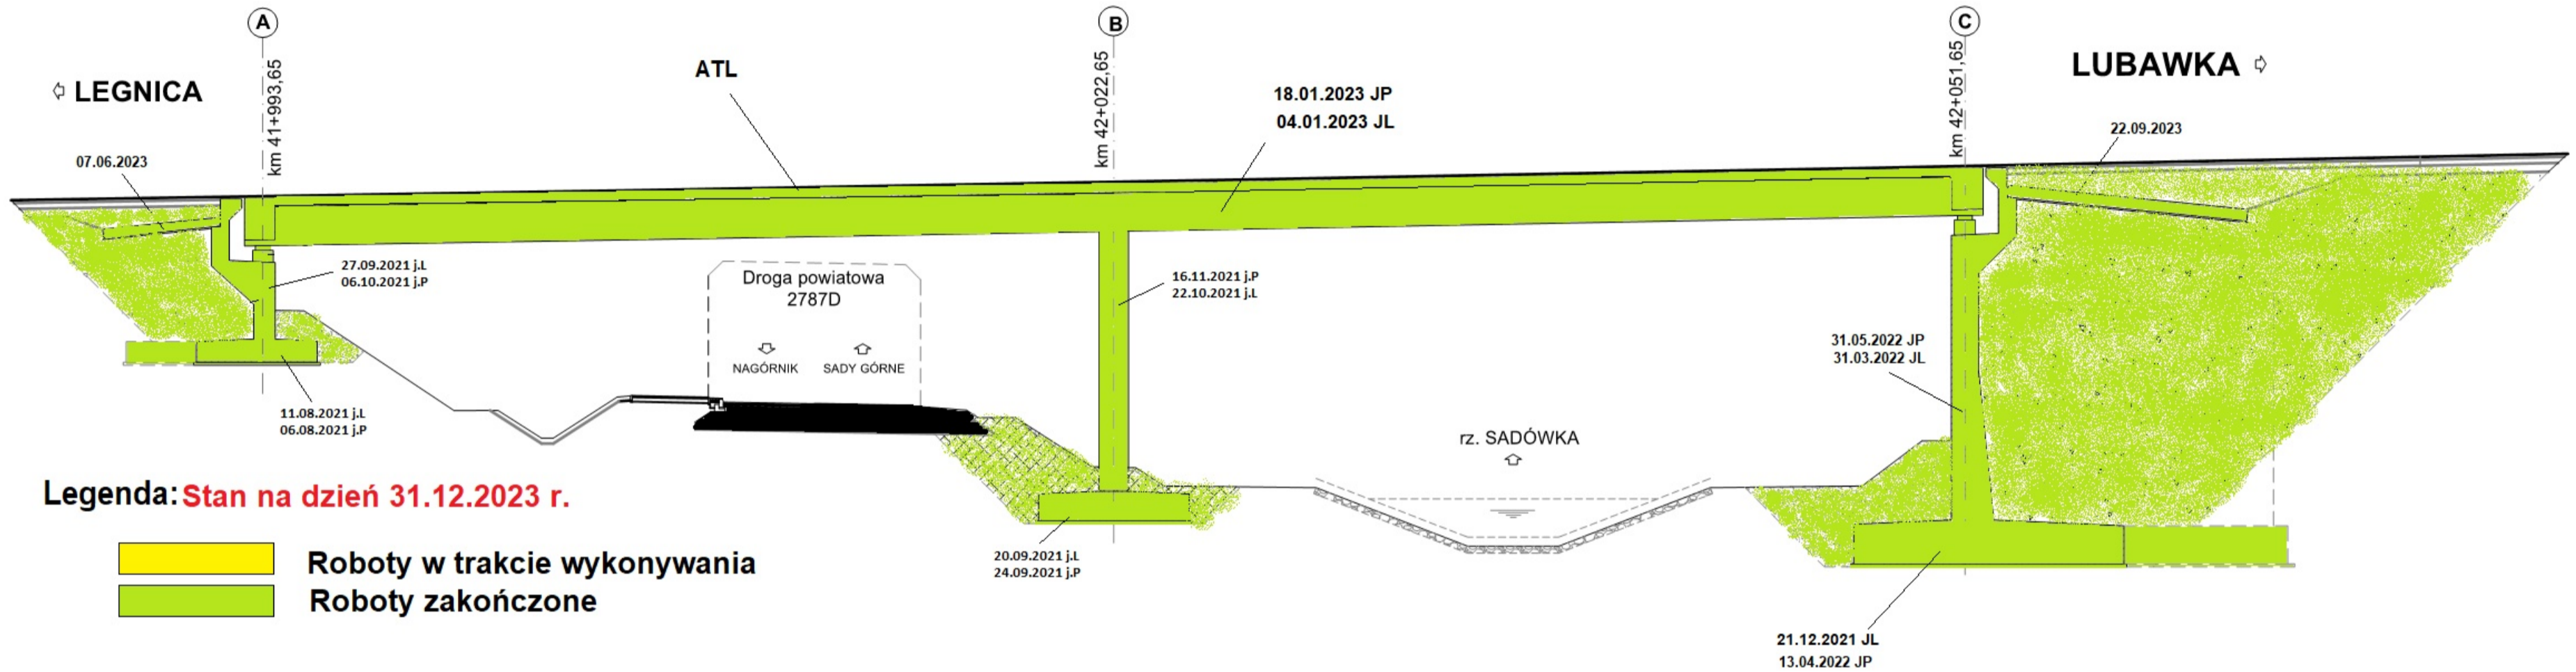 A
B
C
km 41+993,65
km 42+022,65
km 42+051,65
LEGNICA
ATL
LUBAWKA
18.01.2023 JP
04.01.2023 JL
07.06.2023
22.09.2023
27.09.2021 j.L
06.10.2021 j.P
Droga powiatowa
2787D
NAGÓRNIK SADY GÓRNE
16.11.2021 j.P
22.10.2021 j.L
31.05.2022 JP
31.03.2022 JL
11.08.2021 j.L
06.08.2021 j.P
rz. SADÓWKA
Legenda: Stan na dzień 31.12.2023 r.
Roboty w trakcie wykonywania
Roboty zakończone
20.09.2021 j.L
24.09.2021 j.P
21.12.2021 JL
13.04.2022 JP